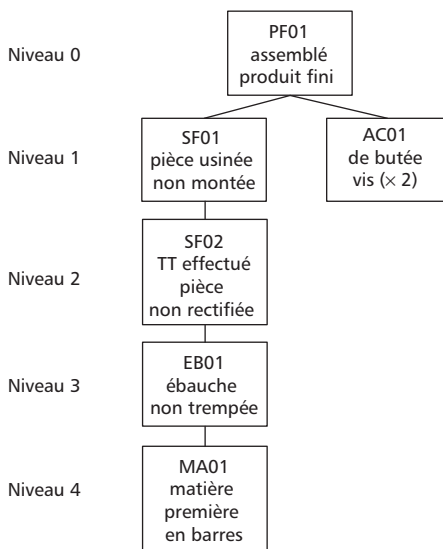 Niveau 0
PF01
assemblé
produit fini
Niveau 1
SF01
pièce usinée
non montée
AC01
de butée
vis (× 2)
Niveau 2
SF02
TT effectué
pièce
non rectifiée
Niveau 3
EB01
ébauche
non trempée
Niveau 4
MA01
matière
première
en barres